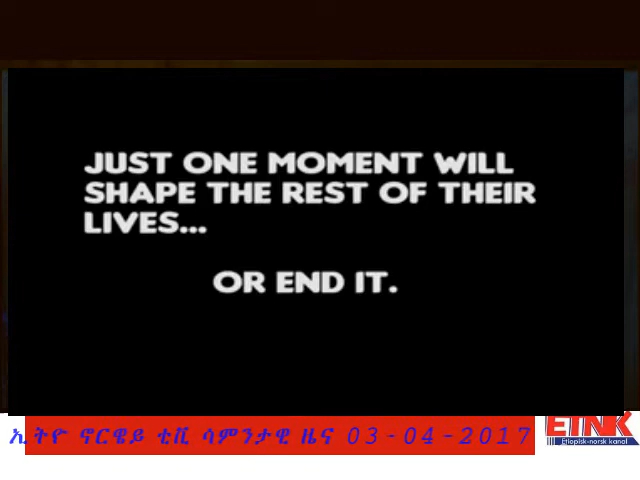 JUST ONE MOMENT WILL
SHAPE THE REST OF THEIR
LIVES...
OR END IT.
ኢትዮ ኖርዌይ ቲቪ ሳምንታዊ ዜና 03-04-2017
ETNK
Etiopisk-norsk kanal